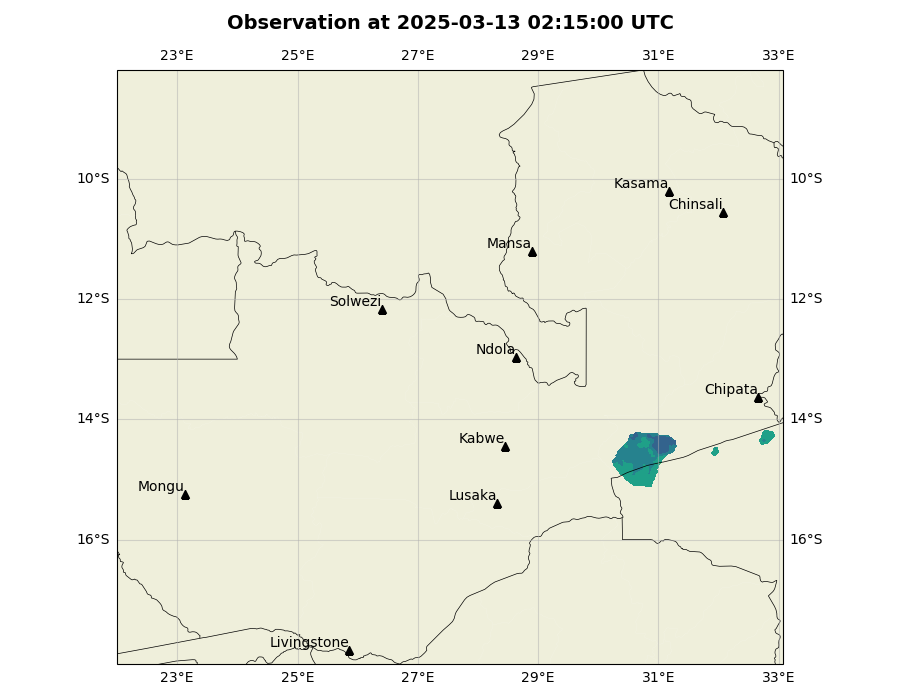 Observation at 2025-03-13 02:15:00 UTC
23°E 25°E 27°E 29°E 31°E 33°E
10°S 10°S
Kasama
Chinsali
Mansa
12°S 12°S
Solwezi
Ndola
Chipata
14°S 14°S
Kabwe
Mongu
Lusaka
16°S 16°S
Livingstone
23°E 25°E 27°E 29°E 31°E 33°E